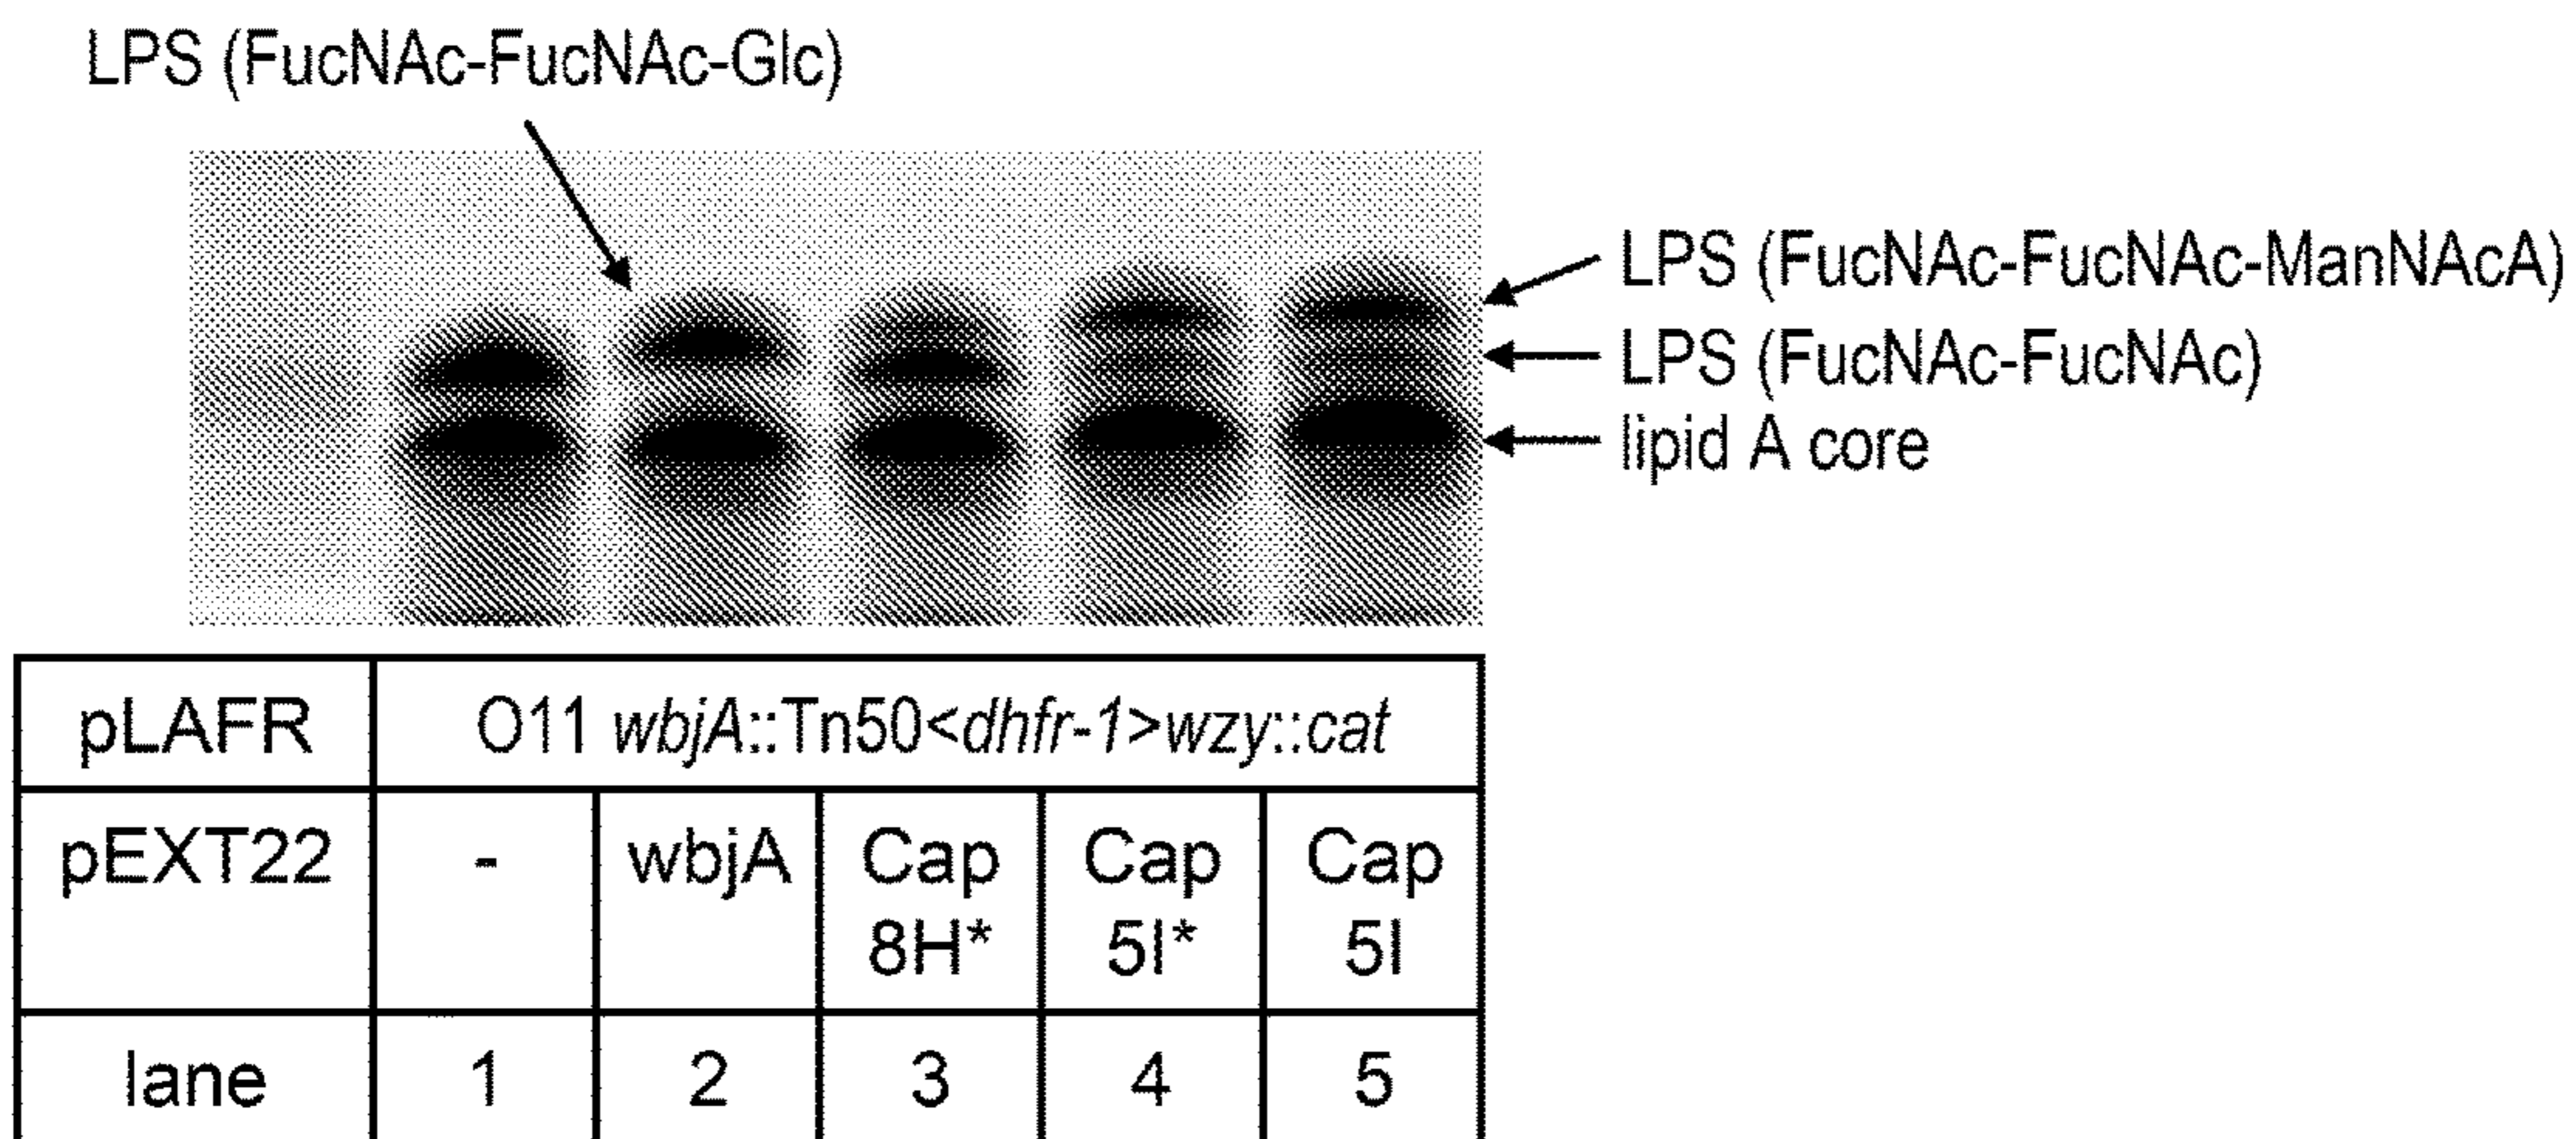 LPS (FucNAc-FucNAc-Glc)
LPS (FucNAc-FucNAc-ManNAcA)
LPS (FucNAc-FucNAc)
lipid A core
pLAFR O11 wbjA::Tn50<dhfr-1>wzy::cat
pEXT22 - wbjA Cap 8H* Cap 5I* Cap 5I
lane 1 2 3 4 5